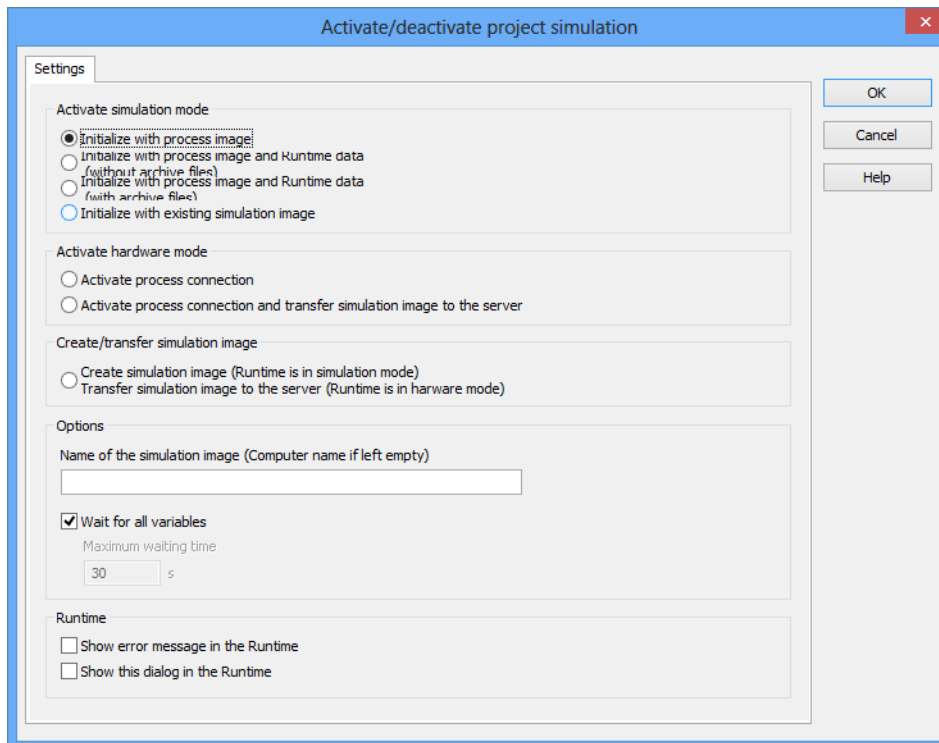 Activate/deactivate project simulation
Settings
OK
Cancel
Help
Activate simulation mode
Initialize with process image
Initialize with process image and Runtime data
(without archive files)
Initialize with process image and Runtime data
(with archive files)
Initialize with existing simulation image
Activate hardware mode
Activate process connection
Activate process connection and transfer simulation image to the server
Create/transfer simulation image
Create simulation image (Runtime is in simulation mode)
Transfer simulation image to the server (Runtime is in harware mode)
Options
Name of the simulation image (Computer name if left empty)
Wait for all variables
Maximum waiting time
30 s
Runtime
Show error message in the Runtime
Show this dialog in the Runtime